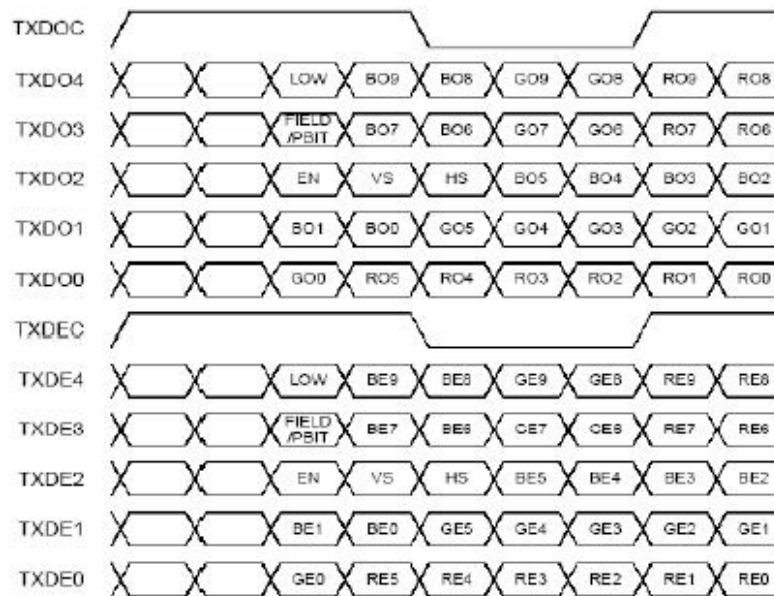 TXDOC
TXDO4 LOW BO9 BO8 GO9 GO8 RO9 RO8
TXDO3 FIELD /PBIT BO7 BO6 GO7 GO6 RO7 RO6
TXDO2 EN VS HS BO5 BO4 BO3 BO2
TXDO1 BO1 BO0 GO5 GO4 GO3 GO2 GO1
TXDO0 GO0 RO5 RO4 RO3 RO2 RO1 RO0
TXDEC
TXDE4 LOW BE9 BE8 GE9 GE8 RE9 RE8
TXDE3 FIELD /PBIT BE7 BE6 GE7 GE6 RE7 RE6
TXDE2 EN VS HS BE5 BE4 BE3 BE2
TXDE1 BE1 BE0 GE5 GE4 GE3 GE2 GE1
TXDE0 GE0 RE5 RE4 RE3 RE2 RE1 RE0